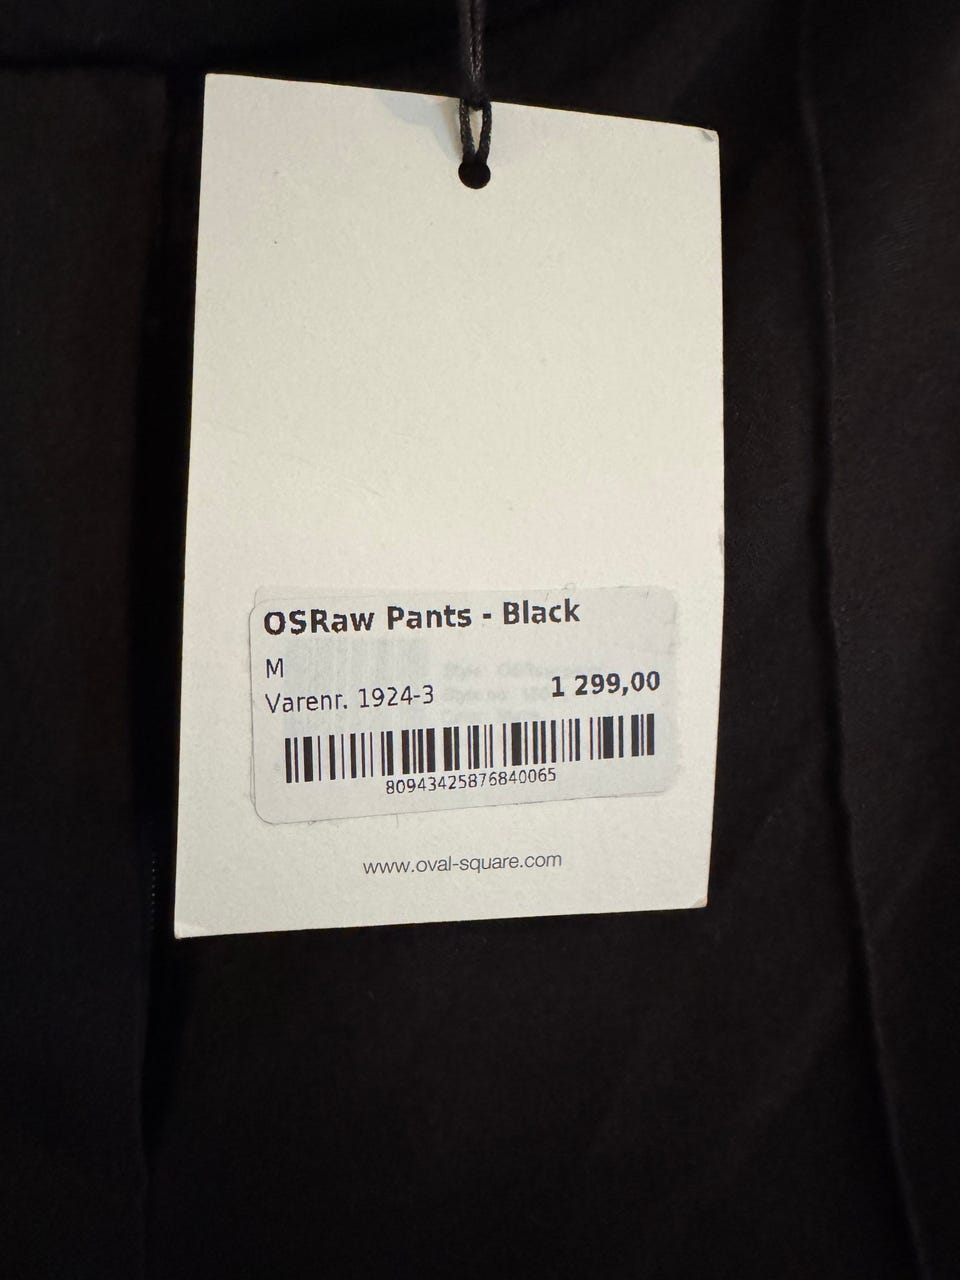 OSRaw Pants - Black
M
Varenr. 1924-3
1 299,00
80943425876840065
www.oval-square.com